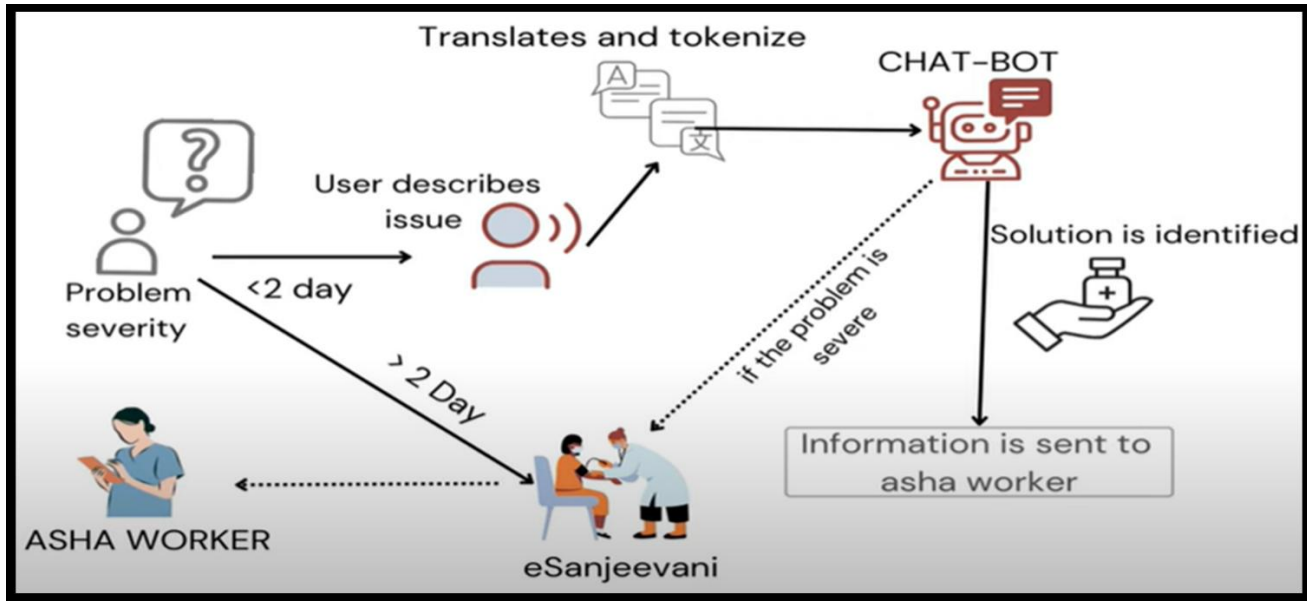 Translates and tokenize
CHAT-BOT
A
文
?
User describes
issue
Solution is identified
Problem
severity
<2 day
> 2 Day
if the problem is
severe
Information is sent to
asha worker
ASHA WORKER
eSanjeevani